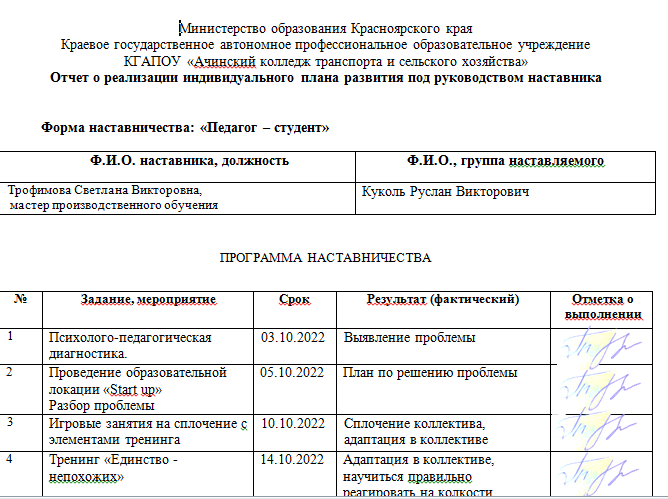 Министерство образования Красноярского края
Краевое государственное автономное профессиональное образовательное учреждение
КГАПОУ «Ачинский колледж транспорта и сельского хозяйства»
Отчет о реализации индивидуального плана развития под руководством наставника
Форма наставничества: «Педагог – студент»
Ф.И.О. наставника, должность
Ф.И.О., группа наставляемого
Трофимова Светлана Викторовна,
мастер производственного обучения
Куколь Руслан Викторович
ПРОГРАММА НАСТАВНИЧЕСТВА
№
Задание, мероприятие
Срок
Результат (фактический)
Отметка о
выполнении
1
Психолого-педагогическая
диагностика.
03.10.2022
Выявление проблемы
2
Проведение образовательной
локации «Start up»
Разбор проблемы
05.10.2022
План по решению проблемы
3
Игровые занятия на сплочение с
элементами тренинга
10.10.2022
Сплочение коллектива,
адаптация в коллективе
4
Тренинг «Единство -
непохожих»
14.10.2022
Адаптация в коллективе,
научиться правильно
реагировать на колкости